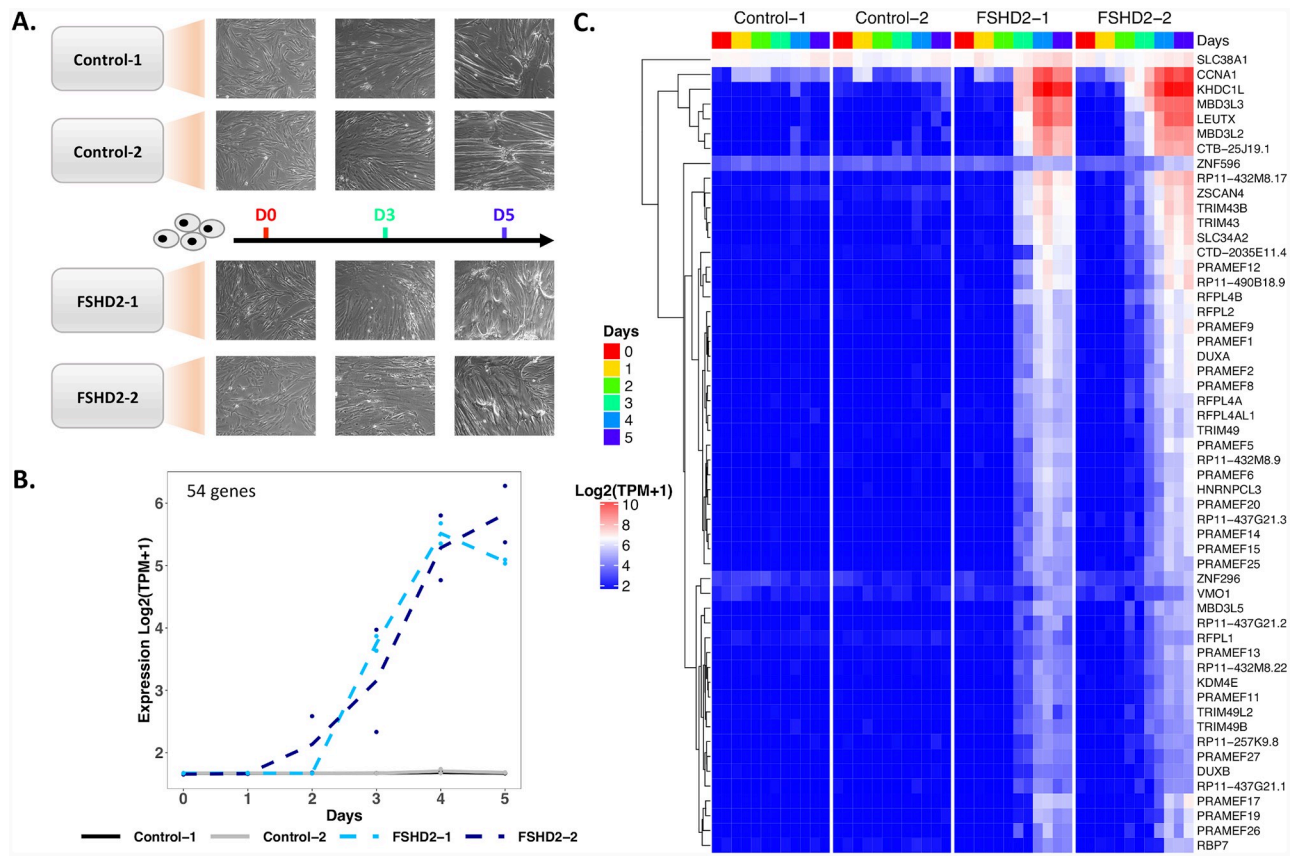 A.
Control-1
Control-2
D0 D3 D5
FSHD2-1
FSHD2-2
B.
54 genes
Expression Log2(TPM+1)
6
5
4
3
2
0 1 2 3 4 5
Days
Control−1 Control−2 FSHD2−1 FSHD2−2
C.
Control−1 Control−2 FSHD2−1 FSHD2−2
Days
SLC38A1
CCNA1
KHDC1L
MBD3L3
LEUTX
MBD3L2
CTB−25J19.1
ZNF596
RP11−432M8.17
ZSCAN4
TRIM43B
TRIM43
SLC34A2
CTD−2035E11.4
PRAMEF12
RP11−490B18.9
RFPL4B
RFPL2
PRAMEF9
PRAMEF1
DUXA
PRAMEF2
PRAMEF8
RFPL4A
RFPL4AL1
TRIM49
PRAMEF5
RP11−432M8.9
PRAMEF6
HNRNPCL3
PRAMEF20
RP11−437G21.3
PRAMEF14
PRAMEF15
PRAMEF25
ZNF296
VMO1
MBD3L5
RP11−437G21.2
RFPL1
PRAMEF13
RP11−432M8.22
KDM4E
PRAMEF11
TRIM49L2
TRIM49B
RP11−257K9.8
PRAMEF27
DUXB
RP11−437G21.1
PRAMEF17
PRAMEF19
PRAMEF26
RBP7
Days
0
1
2
3
4
5
Log2(TPM+1)
10
8
6
4
2